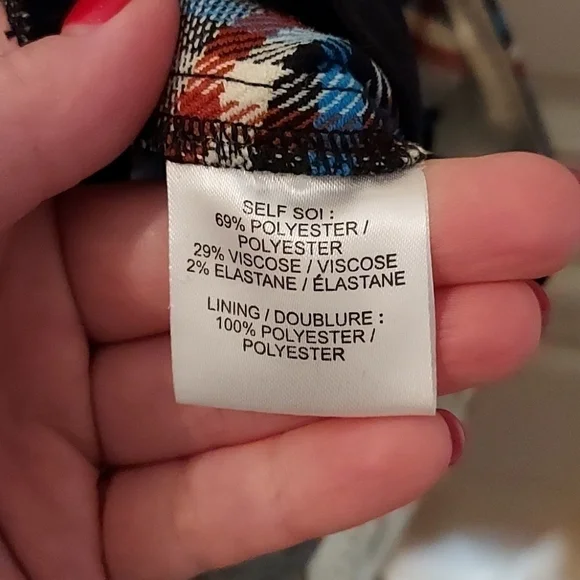 SELF SOI :
69% POLYESTER /
POLYESTER
29% VISCOSE / VISCOSE
2% ELASTANE / ÉLASTANE
LINING / DOUBLURE :
100% POLYESTER /
POLYESTER